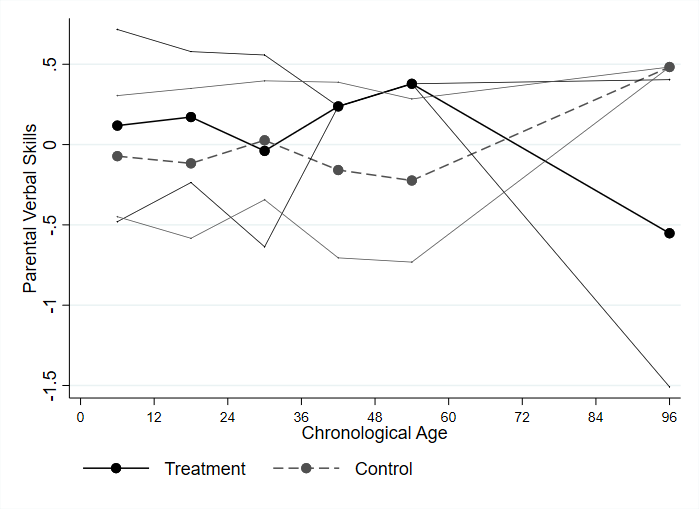 Parental Verbal Skills
.5
0
-.5
-1
-1.5
0 12 24 36 48 60 72 84 96
Chronological Age
Treatment Control